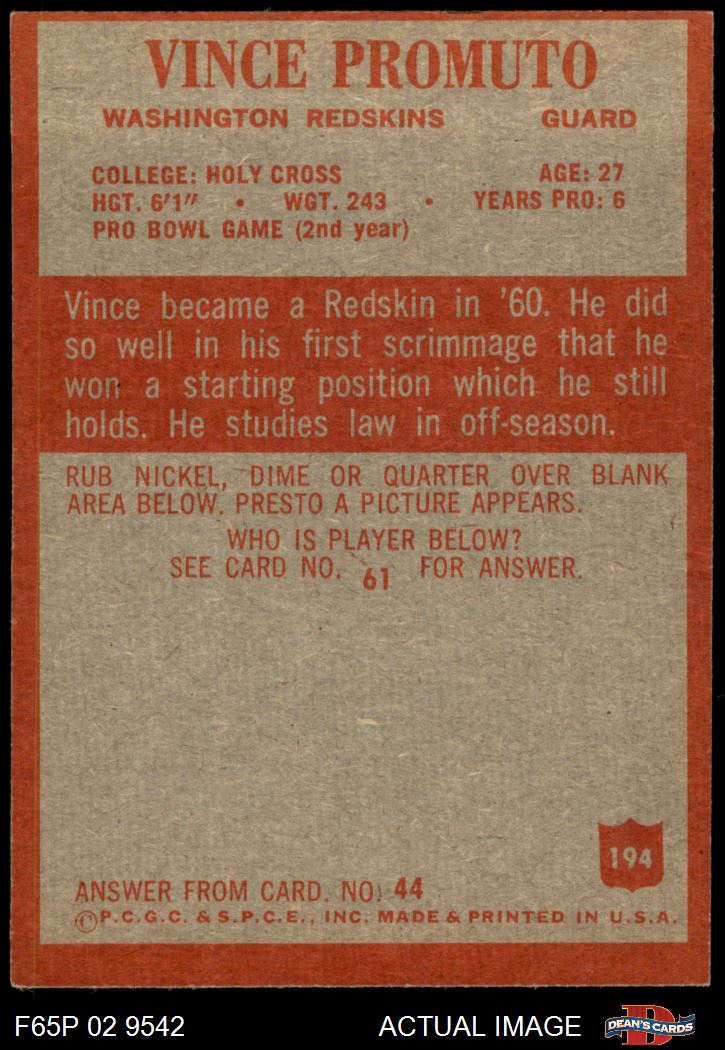 VINCE PROMUTO
WASHINGTON REDSKINS GUARD
COLLEGE: HOLY CROSS AGE: 27
HGT. 6'1" • WGT. 243 • YEARS PRO: 6
PRO BOWL GAME (2nd year)
Vince became a Redskin in '60. He did
so well in his first scrimmage that he
won a starting position which he still
holds. He studies law in off-season.
RUB NICKEL, DIME OR QUARTER OVER BLANK
AREA BELOW. PRESTO A PICTURE APPEARS.
WHO IS PLAYER BELOW?
SEE CARD NO. 61 FOR ANSWER.
194
ANSWER FROM CARD. NO. 44
©P.C.G.C. & S.P.C.E., INC. MADE & PRINTED IN U.S.A.
F65P 02 9542 ACTUAL IMAGE D DEAN'S CARDS